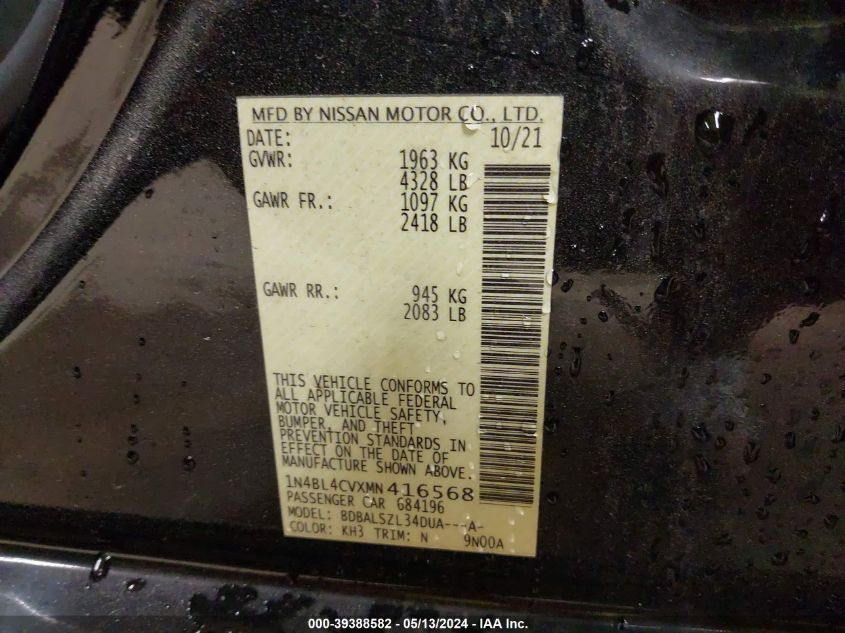 MFD BY NISSAN MOTOR CO., LTD.
DATE: 10/21
GVWR: 1963 KG
4328 LB
GAWR FR.: 1097 KG
2418 LB
GAWR RR.: 945 KG
2083 LB
THIS VEHICLE CONFORMS TO
ALL APPLICABLE FEDERAL
MOTOR VEHICLE SAFETY,
BUMPER, AND THEFT
PREVENTION STANDARDS IN
EFFECT ON THE DATE OF
MANUFACTURE SHOWN ABOVE.
1N4BL4CVXMN416568
PASSENGER CAR 684196
MODEL: BDBALSZL34DUA---A-
COLOR: KH3 TRIM: N 9N00A
000-39388582 - 05/13/2024 - IAA Inc.